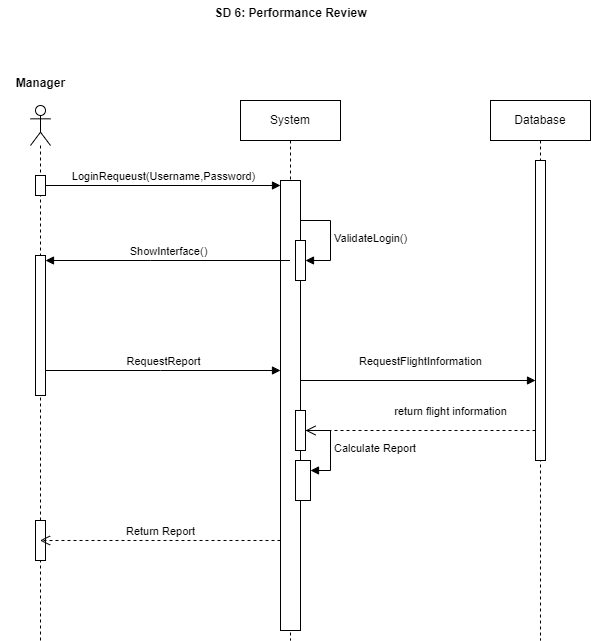 SD 6: Performance Review
Manager
System
Database
LoginRequeust(Username,Password)
ValidateLogin()
ShowInterface()
RequestReport
RequestFlightInformation
return flight information
Calculate Report
Return Report